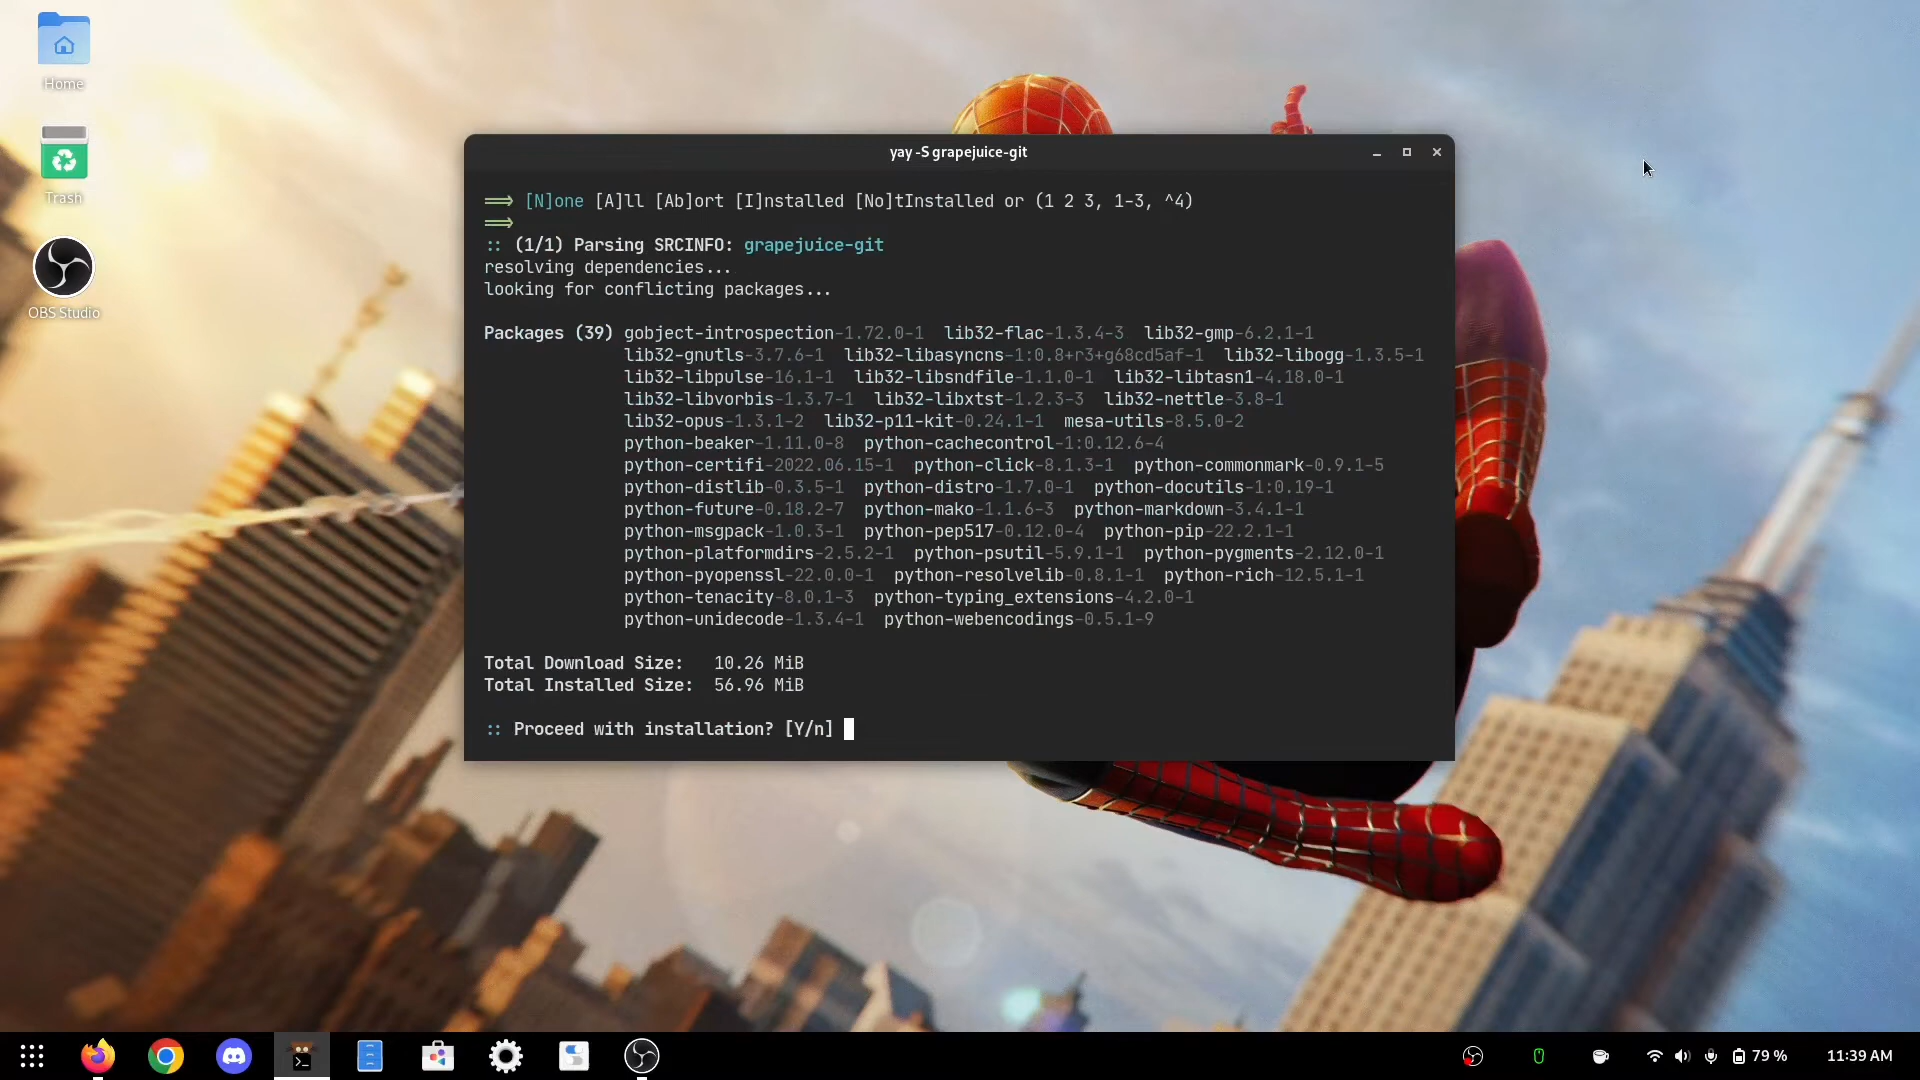 Home
Trash
OBS Studio
yay -S grapejuice-git
==> [N]one [A]ll [Ab]ort [I]nstalled [No]tInstalled or (1 2 3, 1-3, ^4)
==>
:: (1/1) Parsing SRCINFO: grapejuice-git
resolving dependencies...
looking for conflicting packages...
Packages (39) gobject-introspection-1.72.0-1 lib32-flac-1.3.4-3 lib32-gmp-6.2.1-1
lib32-gnutls-3.7.6-1 lib32-libasyncns-1:0.8+r3+g68cd5af-1 lib32-libogg-1.3.5-1
lib32-libpulse-16.1-1 lib32-libsndfile-1.1.0-1 lib32-libtasn1-4.18.0-1
lib32-libvorbis-1.3.7-1 lib32-libxtst-1.2.3-3 lib32-nettle-3.8-1
lib32-opus-1.3.1-2 lib32-p11-kit-0.24.1-1 mesa-utils-8.5.0-2
python-beaker-1.11.0-8 python-cachecontrol-1:0.12.6-4
python-certifi-2022.06.15-1 python-click-8.1.3-1 python-commonmark-0.9.1-5
python-distlib-0.3.5-1 python-distro-1.7.0-1 python-docutils-1:0.19-1
python-future-0.18.2-7 python-mako-1.1.6-3 python-markdown-3.4.1-1
python-msgpack-1.0.3-1 python-pep517-0.12.0-4 python-pip-22.2.1-1
python-platformdirs-2.5.2-1 python-psutil-5.9.1-1 python-pygments-2.12.0-1
python-pyopenssl-22.0.0-1 python-resolvelib-0.8.1-1 python-rich-12.5.1-1
python-tenacity-8.0.1-3 python-typing_extensions-4.2.0-1
python-unidecode-1.3.4-1 python-webencodings-0.5.1-9
Total Download Size: 10.26 MiB
Total Installed Size: 56.96 MiB
:: Proceed with installation? [Y/n]
79 %
11:39 AM